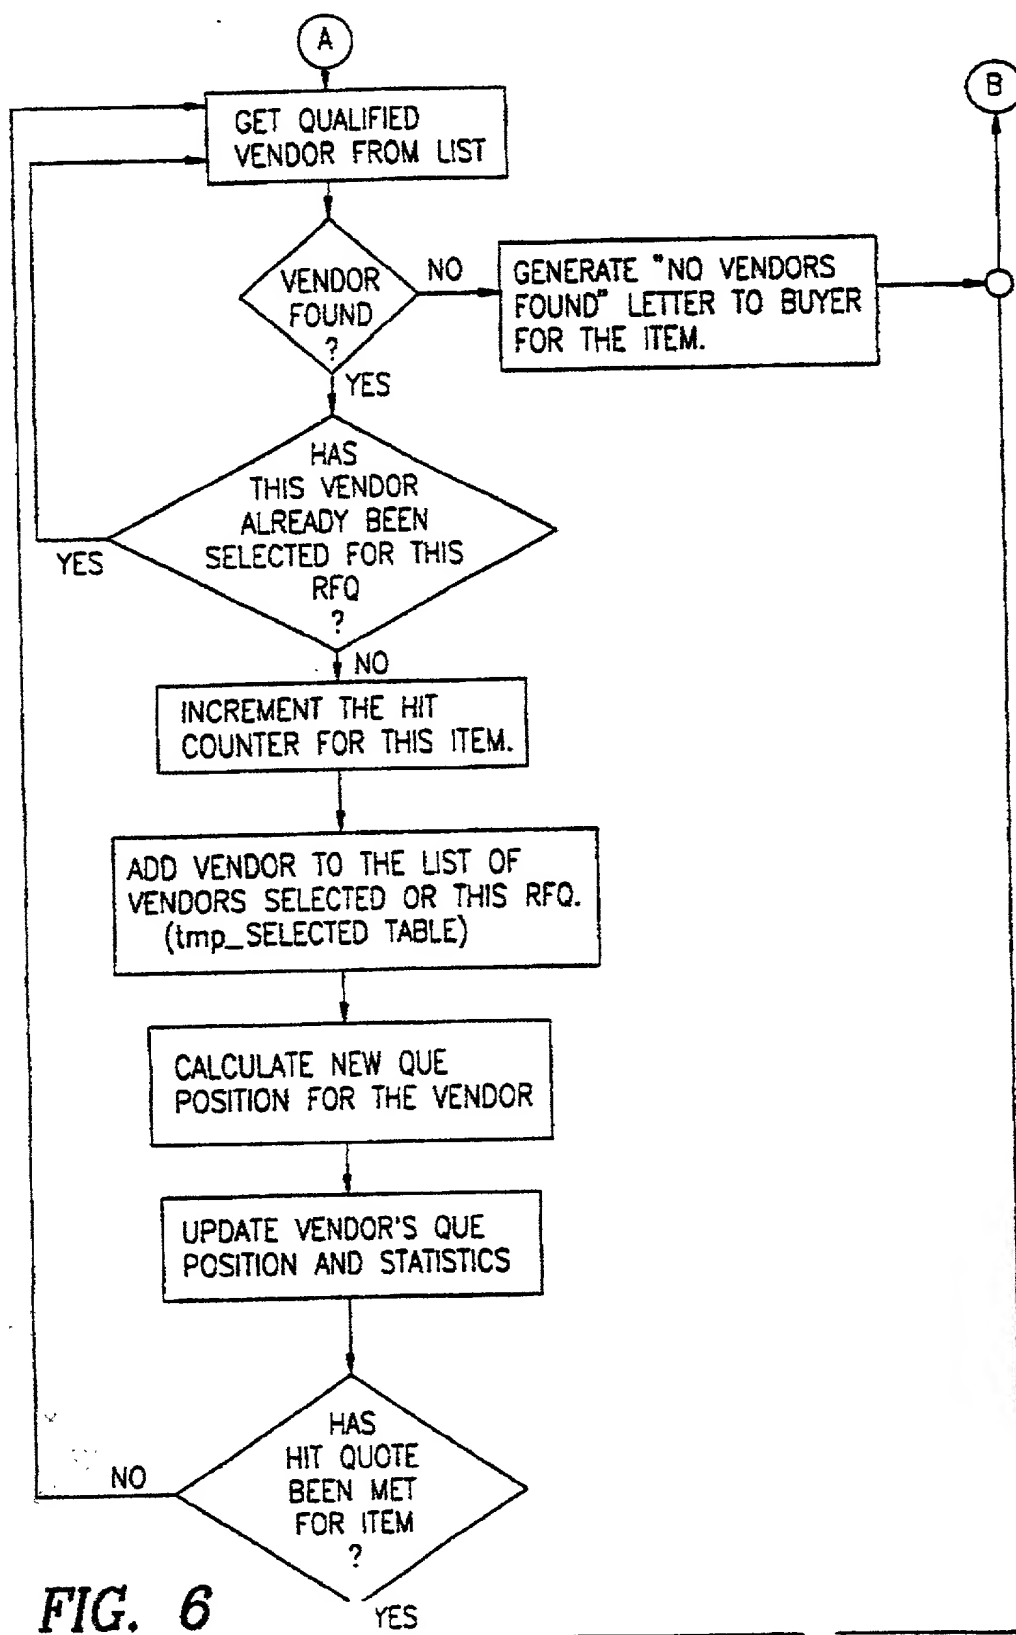 A
B
GET QUALIFIED
VENDOR FROM LIST
VENDOR
FOUND
?
NO
GENERATE "NO VENDORS
FOUND" LETTER TO BUYER
FOR THE ITEM.
YES
HAS
THIS VENDOR
ALREADY BEEN
SELECTED FOR THIS
RFQ
?
YES
NO
INCREMENT THE HIT
COUNTER FOR THIS ITEM.
ADD VENDOR TO THE LIST OF
VENDORS SELECTED OR THIS RFQ.
(tmp_SELECTED TABLE)
CALCULATE NEW QUE
POSITION FOR THE VENDOR
UPDATE VENDOR'S QUE
POSITION AND STATISTICS
HAS
HIT QUOTE
BEEN MET
FOR ITEM
?
NO
YES
FIG. 6